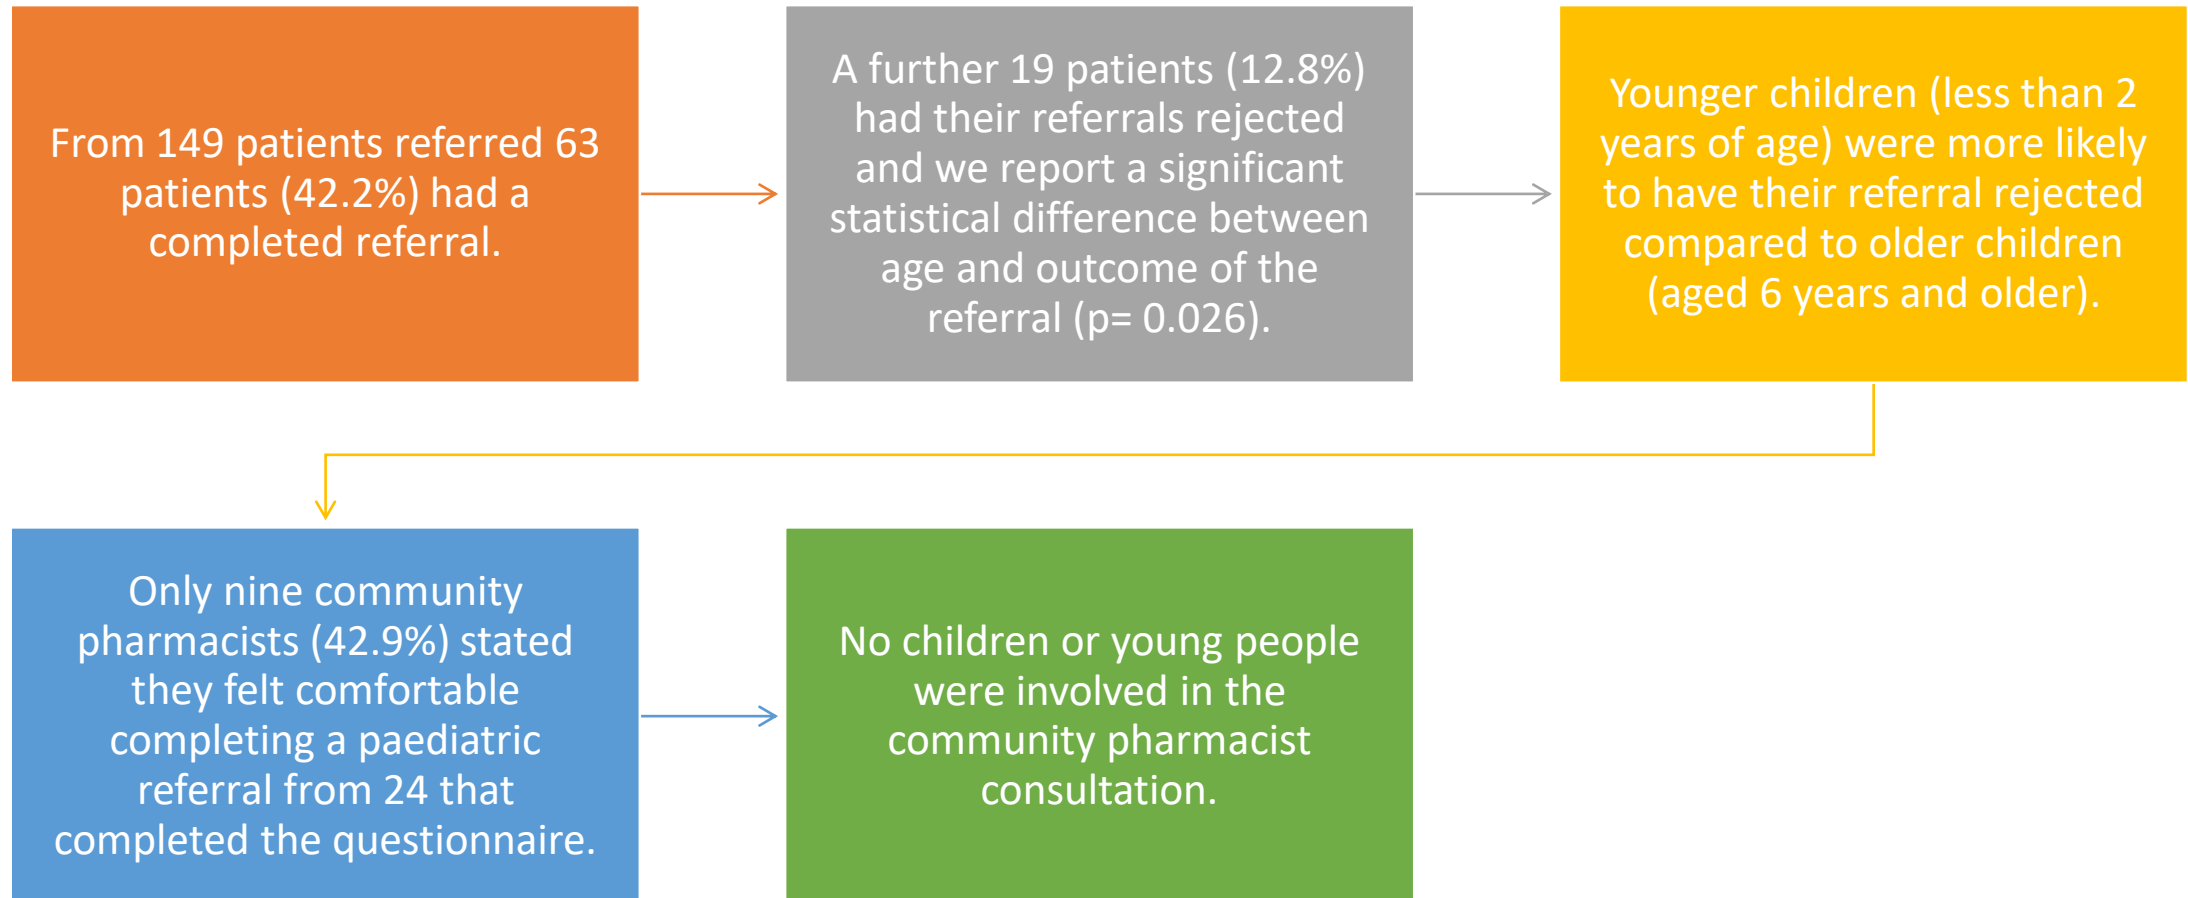 From 149 patients referred 63
patients (42.2%) had a
completed referral.
A further 19 patients (12.8%)
had their referrals rejected
and we report a significant
statistical difference between
age and outcome of the
referral (p= 0.026).
Younger children (less than 2
years of age) were more likely
to have their referral rejected
compared to older children
(aged 6 years and older).
Only nine community
pharmacists (42.9%) stated
they felt comfortable
completing a paediatric
referral from 24 that
completed the questionnaire.
No children or young people
were involved in the
community pharmacist
consultation.